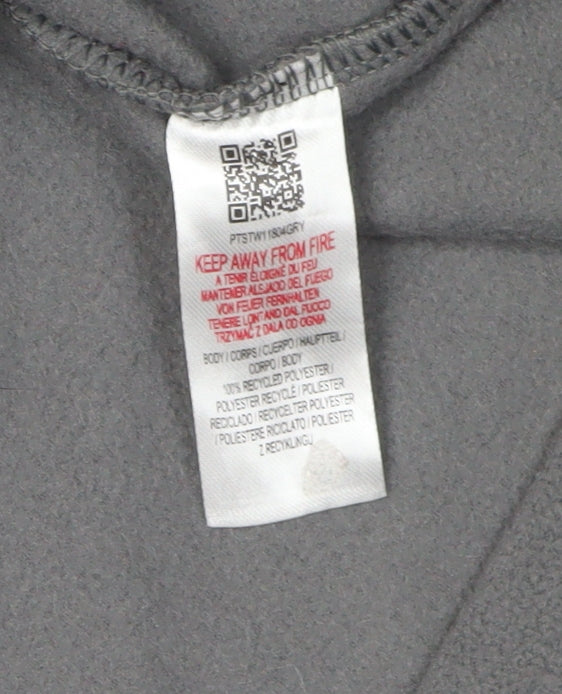 PTSTW11804GRY
KEEP AWAY FROM FIRE
A TENIR ÉLOIGNÉ DU FEU
MANTENER ALEJADO DEL FUEGO
VON FEUER FERNHALTEN
TENERE LONTANO DAL FUOCO
TRZYMAĆ Z DALA OD OGNIA
BODY / CORPS / CUERPO / HAUPTTEIL /
CORPO / BODY
100% RECYCLED POLYESTER /
POLYESTER RECYCLÉ / POLIESTER
RECICLADO / RECYCELTER POLYESTER
/ POLIESTERE RICICLATO / POLIESTER
Z RECYKLINGU